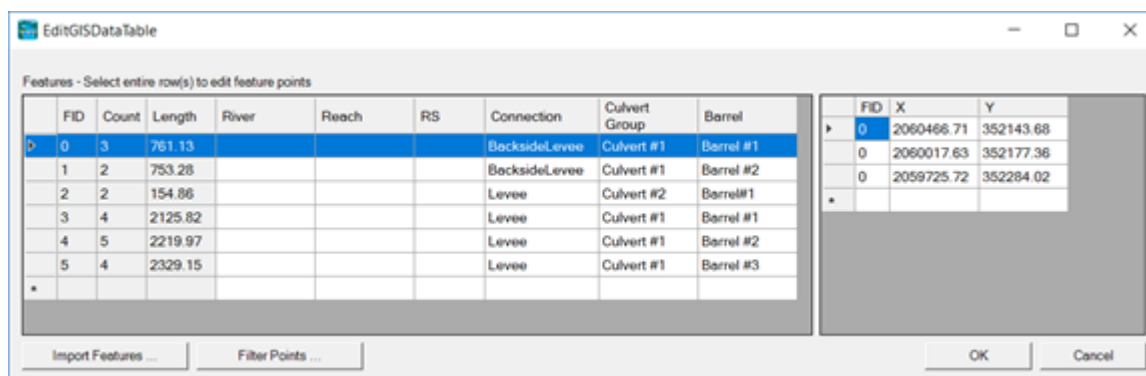 EditGISDataTable
Features - Select entire row(s) to edit feature points
FID Count Length River Reach RS Connection Culvert Group Barrel
0 3 761.13 BacksideLevee Culvert #1 Barrel #1
1 2 753.28 BacksideLevee Culvert #1 Barrel #2
2 2 154.86 Levee Culvert #2 Barrel#1
3 4 2125.82 Levee Culvert #1 Barrel #1
4 5 2219.97 Levee Culvert #1 Barrel #2
5 4 2329.15 Levee Culvert #1 Barrel #3
FID X Y
0 2060466.71 352143.68
0 2060017.63 352177.36
0 2059725.72 352284.02
Import Features ... Filter Points ... OK Cancel